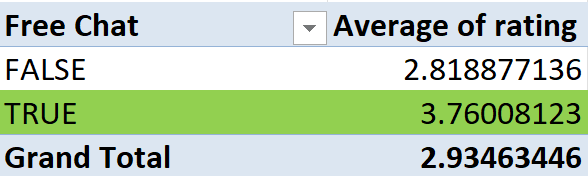 Free Chat Average of rating
FALSE 2.818877136
TRUE 3.76008123
Grand Total 2.93463446